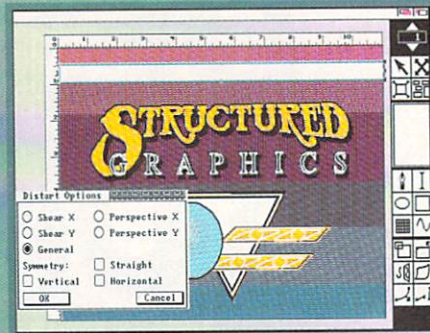 STRUCTURED
GRAPHICS
Distort Options
Shear X
Perspective X
Shear Y
Perspective Y
General
Symmetry:
Straight
Vertical
Horizontal
OK
Cancel